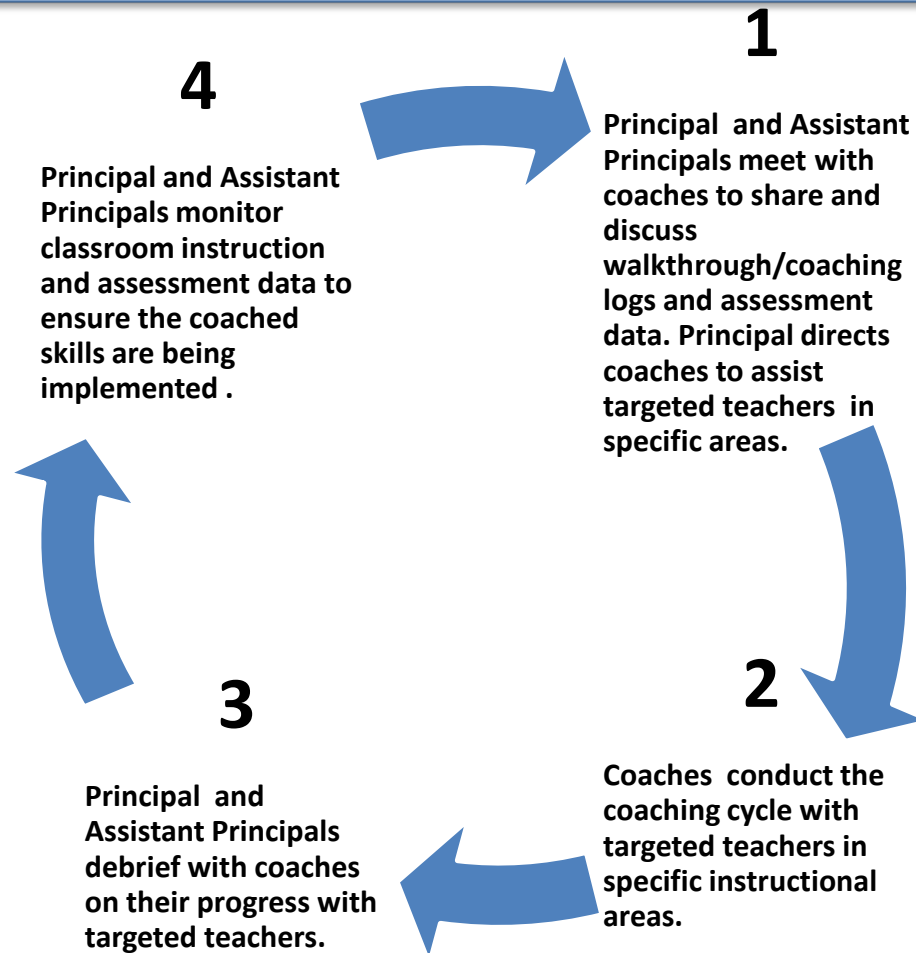 1
Principal and Assistant
Principals meet with
coaches to share and
discuss
walkthrough/coaching
logs and assessment
data. Principal directs
coaches to assist
targeted teachers in
specific areas.
2
Coaches conduct the
coaching cycle with
targeted teachers in
specific instructional
areas.
3
Principal and
Assistant Principals
debrief with coaches
on their progress with
targeted teachers.
4
Principal and Assistant
Principals monitor
classroom instruction
and assessment data to
ensure the coached
skills are being
implemented .